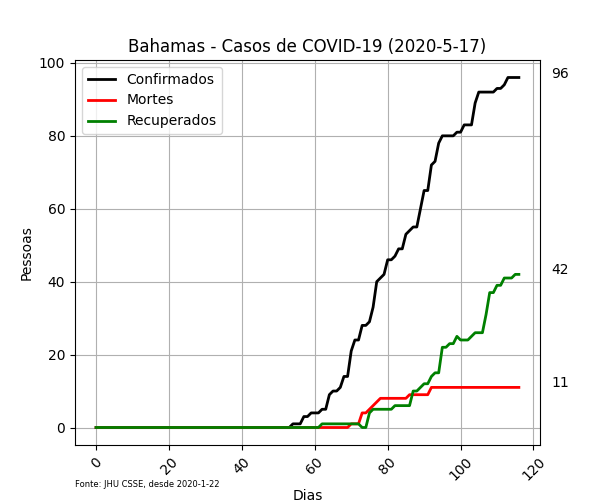 Bahamas - Casos de COVID-19 (2020-5-17)
Confirmados
Mortes
Recuperados
Pessoas
100
80
60
40
20
0
96
42
11
0
20
40
60
80
100
120
Fonte: JHU CSSE, desde 2020-1-22
Dias